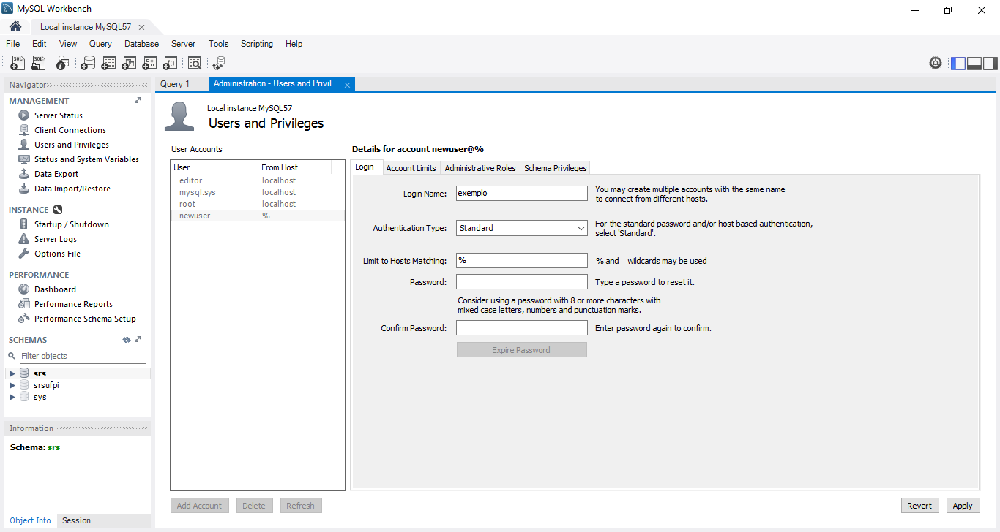 MySQL Workbench
Local instance MySQL57
File Edit View Query Database Server Tools Scripting Help
Navigator
MANAGEMENT
Server Status
Client Connections
Users and Privileges
Status and System Variables
Data Export
Data Import/Restore
INSTANCE
Startup / Shutdown
Server Logs
Options File
PERFORMANCE
Dashboard
Performance Reports
Performance Schema Setup
SCHEMAS
Filter objects
srs
srsufpi
sys
Information
Schema: srs
Object Info Session
Query 1 Administration - Users and Privil...
Local instance MySQL57
Users and Privileges
User Accounts
User From Host
editor localhost
mysql.sys localhost
root localhost
newuser %
Add Account Delete Refresh
Details for account newuser@%
Login Account Limits Administrative Roles Schema Privileges
Login Name: exemplo
You may create multiple accounts with the same name
to connect from different hosts.
Authentication Type: Standard
For the standard password and/or host based authentication,
select 'Standard'.
Limit to Hosts Matching: % % and _ wildcards may be used
Password: Type a password to reset it.
Consider using a password with 8 or more characters with
mixed case letters, numbers and punctuation marks.
Confirm Password: Enter password again to confirm.
Expire Password
Revert Apply